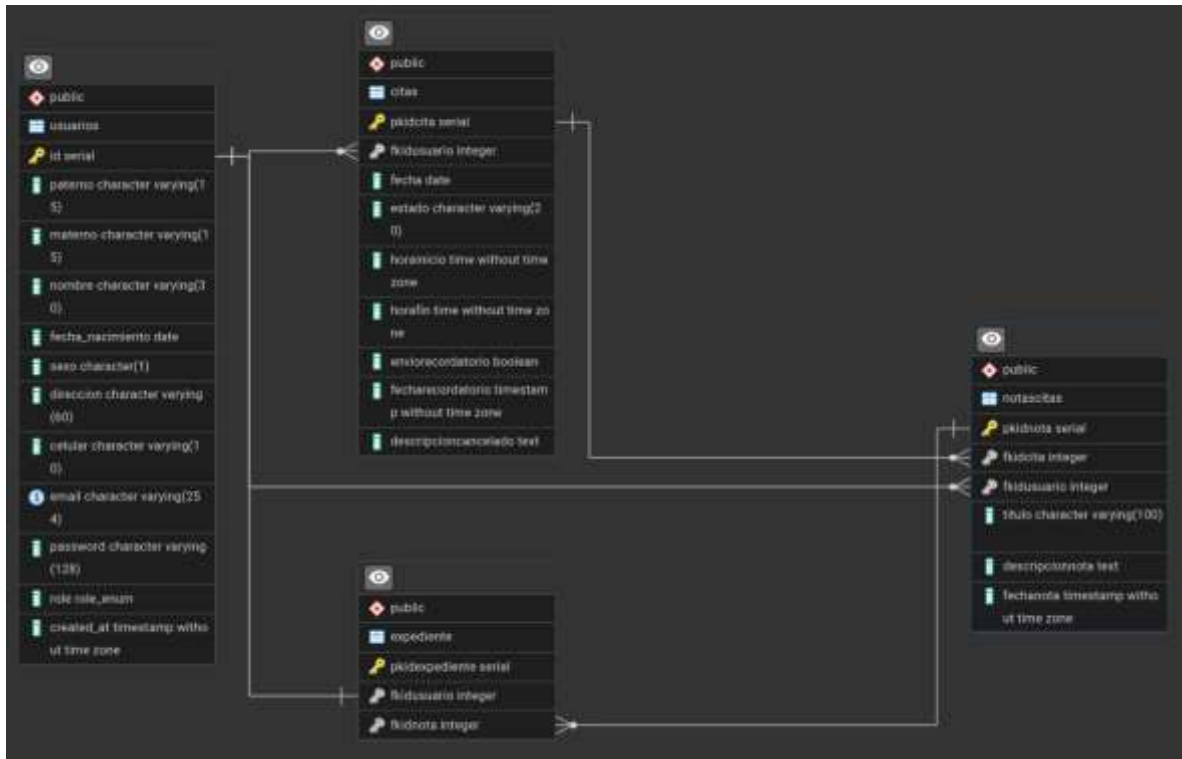 public
usuarios
id serial
paterno character varying(1
5)
materno character varying(1
5)
nombre character varying(3
0)
fecha_nacimiento date
sexo character(1)
direccion character varying
(60)
celular character varying(1
0)
email character varying(25
4)
password character varying
(128)
role role_enum
created_at timestamp witho
ut time zone
public
citas
pkidcita serial
fkidusuario integer
fecha date
estado character varying(2
0)
horainicio time without time
zone
horafin time without time zo
ne
enviorecordatorio boolean
fecharecordatorio timestam
p without time zone
descripcioncancelado text
public
expediente
pkidexpediente serial
fkidusuario integer
fkidnota integer
public
notascitas
pkidnota serial
fkidcita integer
fkidusuario integer
titulo character varying(100)
descripcionnota text
fechanota timestamp witho
ut time zone